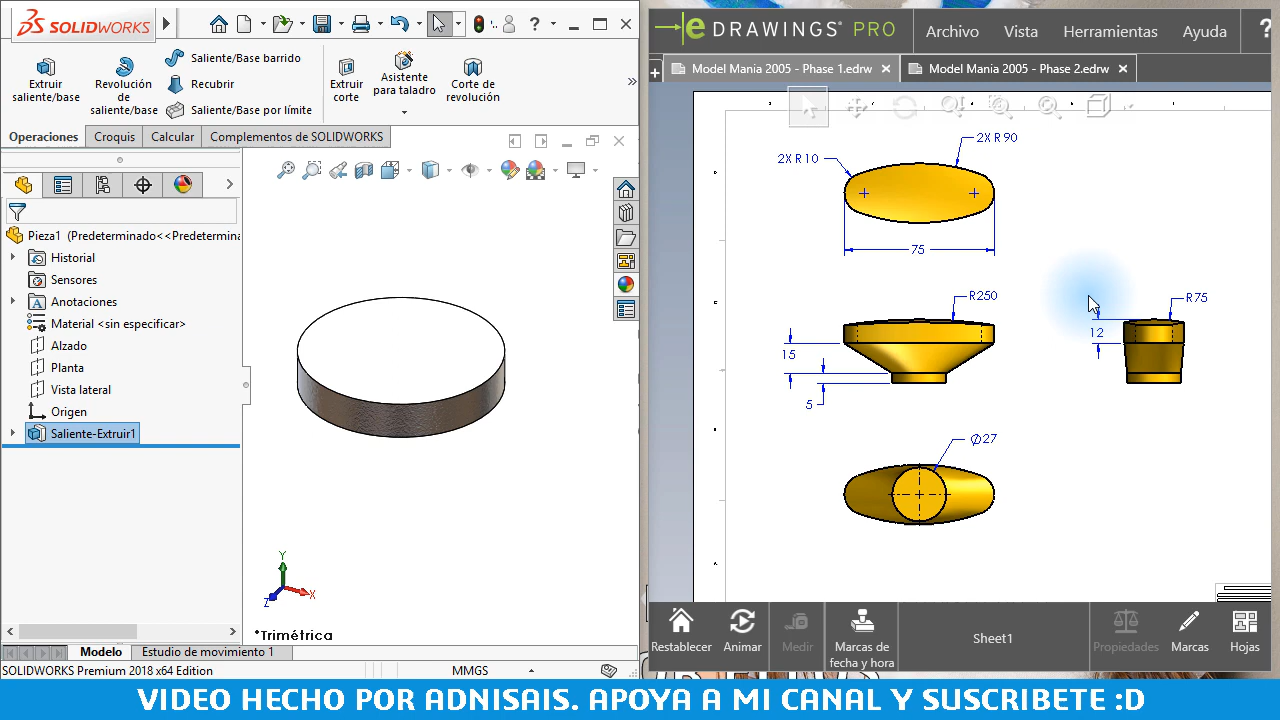 SOLIDWORKS
Extruir saliente/base
Revolución de saliente/base
Saliente/Base barrido
Recubrir
Saliente/Base por límite
Extruir corte
Asistente para taladro
Corte de revolución
Operaciones
Croquis
Calcular
Complementos de SOLIDWORKS
Pieza1 (Predeterminado<<Predetermina
Historial
Sensores
Anotaciones
Material <sin especificar>
Alzado
Planta
Vista lateral
Origen
Saliente-Extruir1
Y
X
Z
*Trimétrica
Modelo
Estudio de movimiento 1
SOLIDWORKS Premium 2018 x64 Edition
MMGS
eDRAWINGS® PRO
Archivo
Vista
Herramientas
Ayuda
?
Model Mania 2005 - Phase 1.edrw
Model Mania 2005 - Phase 2.edrw
2X R 10
2X R 90
75
R250
15
5
R75
12
Ø27
Restablecer
Animar
Medir
Marcas de fecha y hora
Sheet1
Propiedades
Marcas
Hojas
VIDEO HECHO POR ADNISAIS. APOYA A MI CANAL Y SUSCRIBETE :D